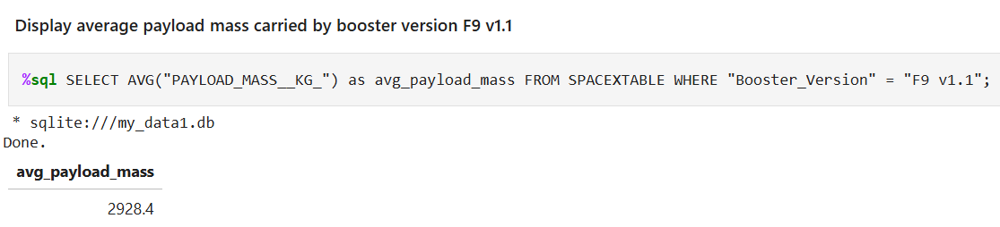 Display average payload mass carried by booster version F9 v1.1
%sql SELECT AVG("PAYLOAD_MASS__KG_") as avg_payload_mass FROM SPACEXTABLE WHERE "Booster_Version" = "F9 v1.1";
* sqlite:///my_data1.db
Done.
avg_payload_mass
2928.4